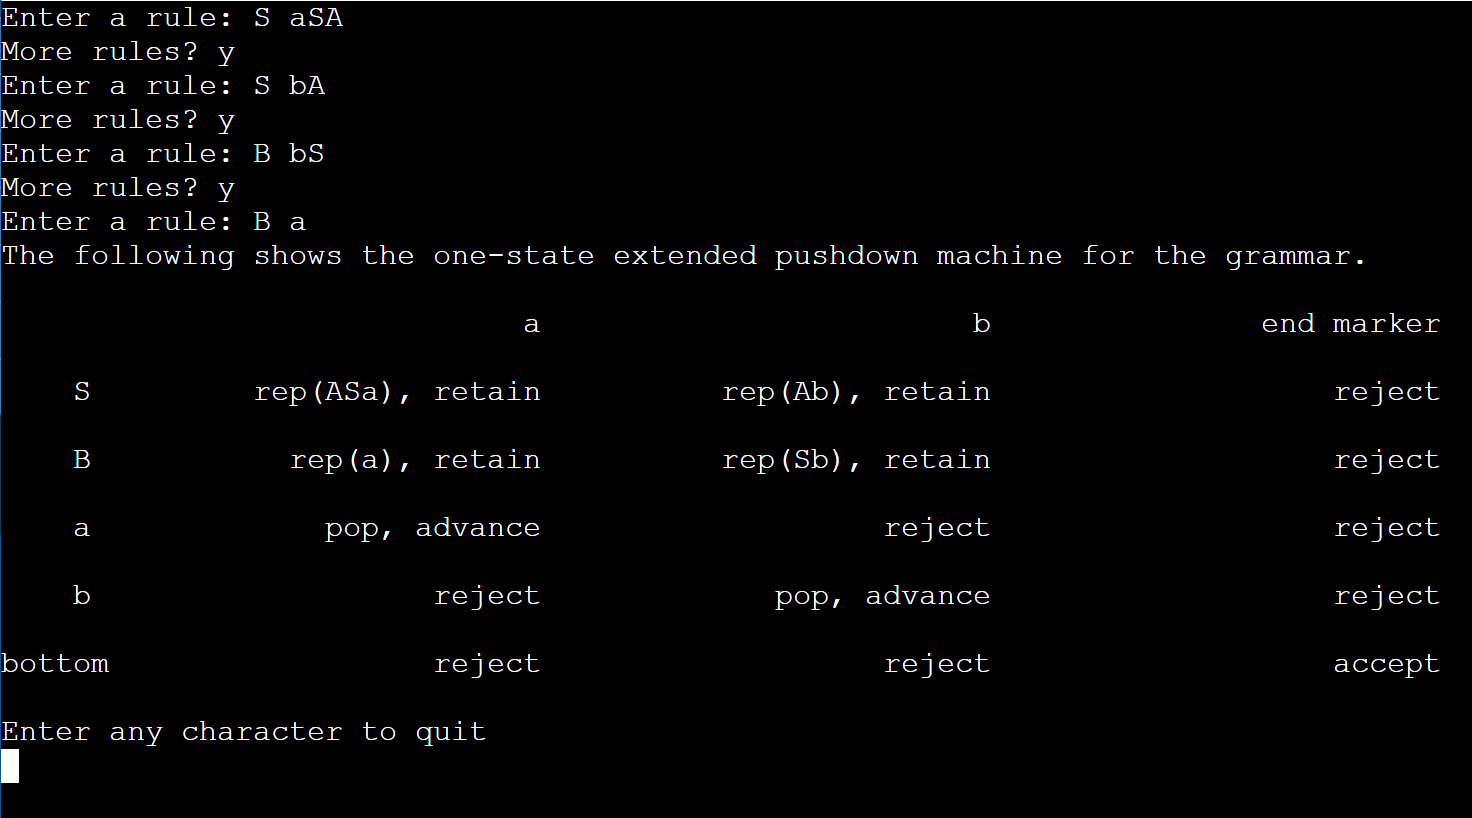 Enter a rule: S aSA
More rules? y
Enter a rule: S bA
More rules? y
Enter a rule: B bS
More rules? y
Enter a rule: B a
The following shows the one-state extended pushdown machine for the grammar.
a b end marker
S rep(ASa), retain rep(Ab), retain reject
B rep(a), retain rep(Sb), retain reject
a pop, advance reject reject
b reject pop, advance reject
bottom reject reject accept
Enter any character to quit